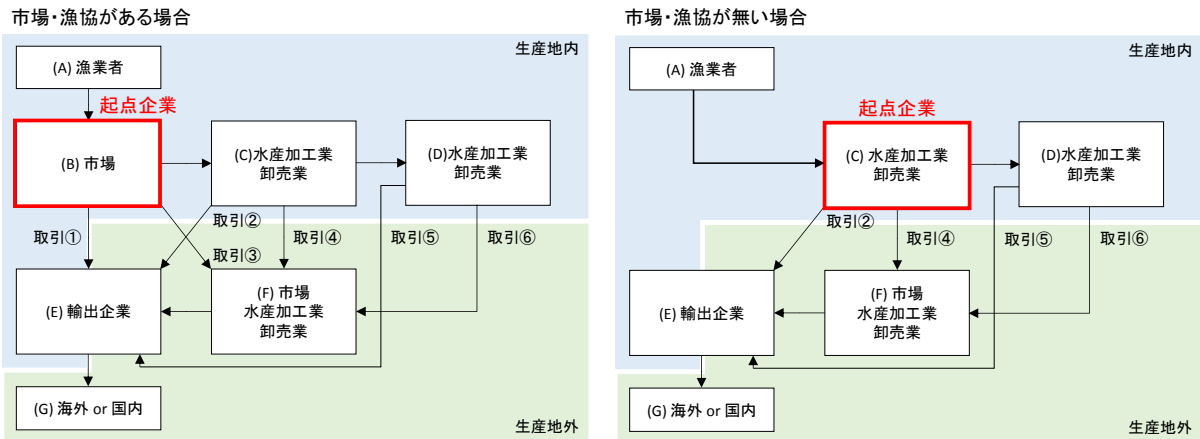 市場・漁協がある場合
生産地内
(A) 漁業者
起点企業
(B) 市場
(C)水産加工業
卸売業
(D)水産加工業
卸売業
取引①
取引②
取引③
取引④
取引⑤
取引⑥
(E) 輸出企業
(F) 市場
水産加工業
卸売業
(G) 海外 or 国内
生産地外
市場・漁協が無い場合
生産地内
(A) 漁業者
起点企業
(C) 水産加工業
卸売業
(D)水産加工業
卸売業
取引②
取引④
取引⑤
取引⑥
(E) 輸出企業
(F) 市場
水産加工業
卸売業
(G) 海外 or 国内
生産地外